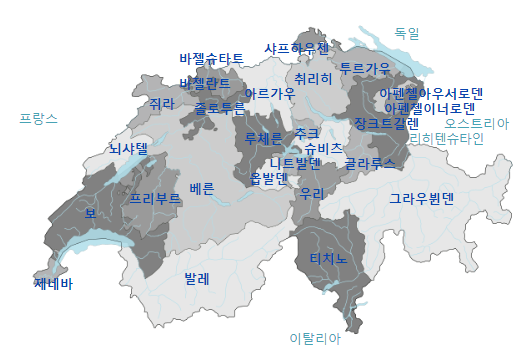 독일
샤프하우젠
바젤슈타트
투르가우
취리히
바젤란트
아르가우
아펜첼아우서로덴
쥐라
졸로투른
아펜첼이너로덴
프랑스
장크트갈렌
오스트리아
추크
루체른
리히텐슈타인
뇌샤텔
슈비츠
니트발덴
글라루스
옵발덴
베른
우리
프리부르
그라우뷘덴
보
티치노
발레
제네바
이탈리아